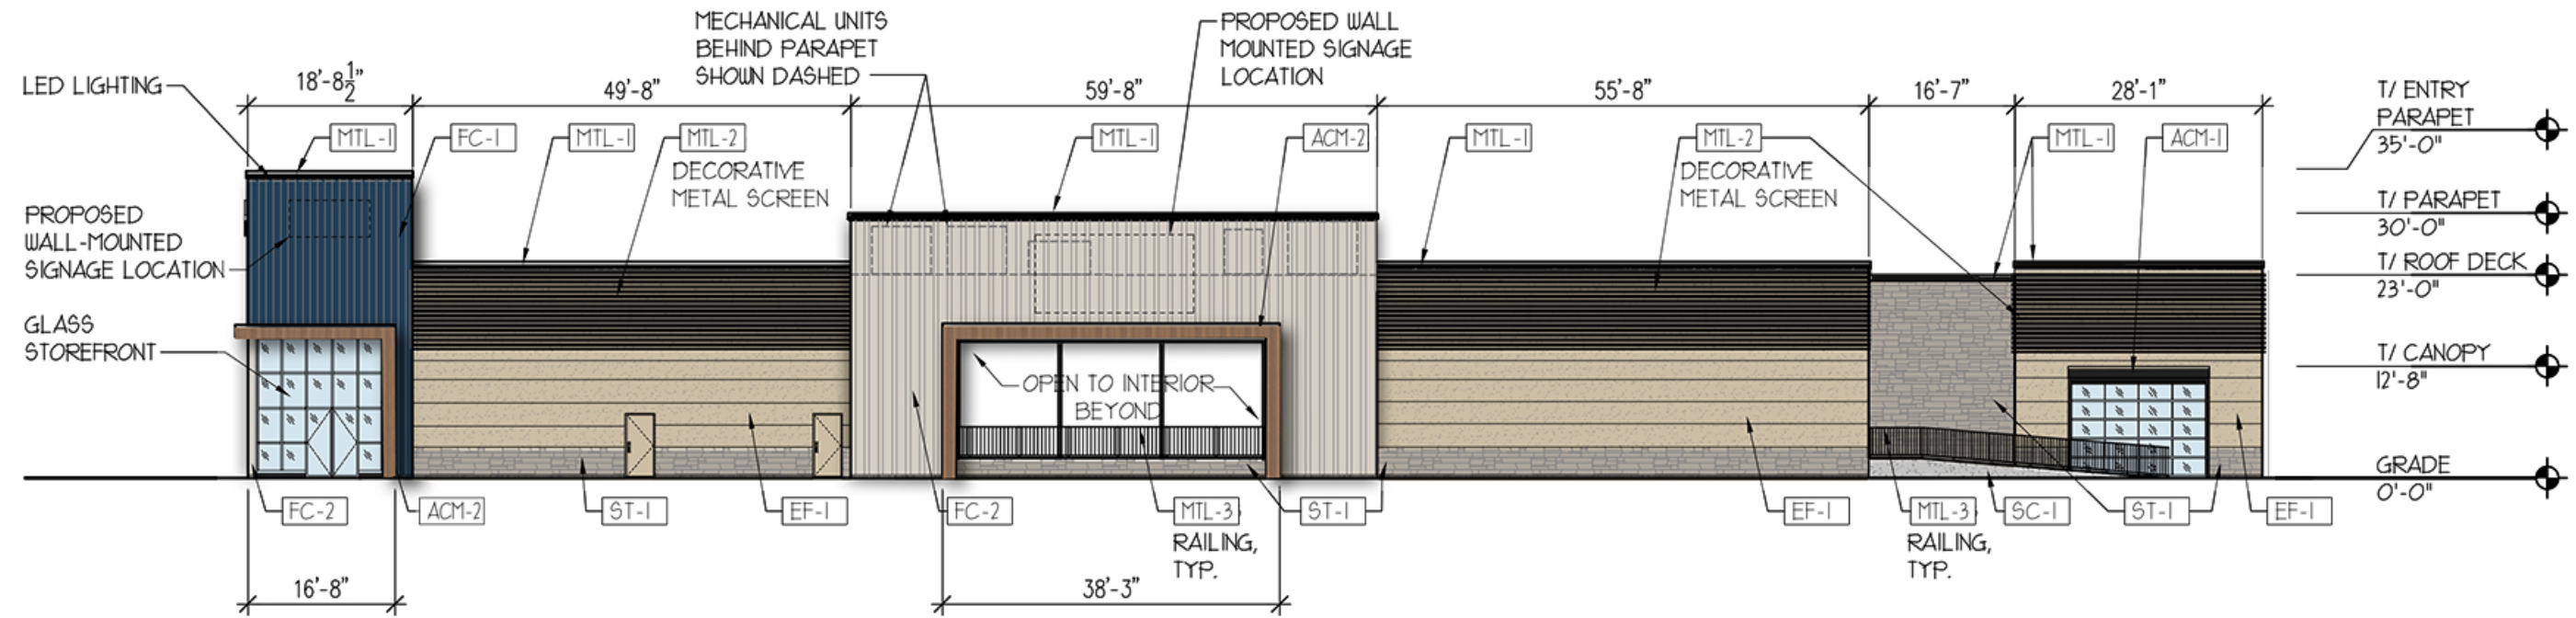 MECHANICAL UNITS
BEHIND PARAPET
SHOWN DASHED
PROPOSED WALL
MOUNTED SIGNAGE
LOCATION
LED LIGHTING
18'-8 1/2"
49'-8"
59'-8"
55'-8"
16'-7"
28'-1"
T/ ENTRY
PARAPET
35'-0"
MTL-1
FC-1
MTL-1
MTL-2
DECORATIVE
METAL SCREEN
MTL-1
ACM-2
MTL-1
MTL-2
DECORATIVE
METAL SCREEN
MTL-1
ACM-1
PROPOSED
WALL-MOUNTED
SIGNAGE LOCATION
T/ PARAPET
30'-0"
T/ ROOF DECK
23'-0"
GLASS
STOREFRONT
T/ CANOPY
12'-8"
OPEN TO INTERIOR
BEYOND
GRADE
0'-0"
FC-2
ACM-2
ST-1
EF-1
FC-2
MTL-3
RAILING,
TYP.
ST-1
EF-1
MTL-3
RAILING,
TYP.
SC-1
ST-1
EF-1
16'-8"
38'-3"